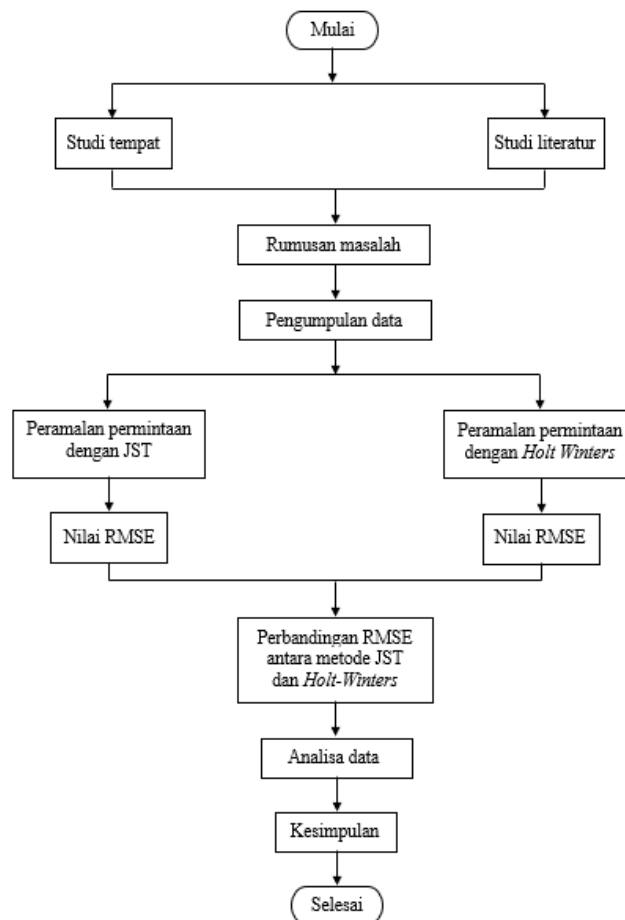 Mulai
Studi tempat
Studi literatur
Rumusan masalah
Pengumpulan data
Peramalan permintaan
dengan JST
Peramalan permintaan
dengan Holt Winters
Nilai RMSE
Nilai RMSE
Perbandingan RMSE
antara metode JST
dan Holt-Winters
Analisa data
Kesimpulan
Selesai